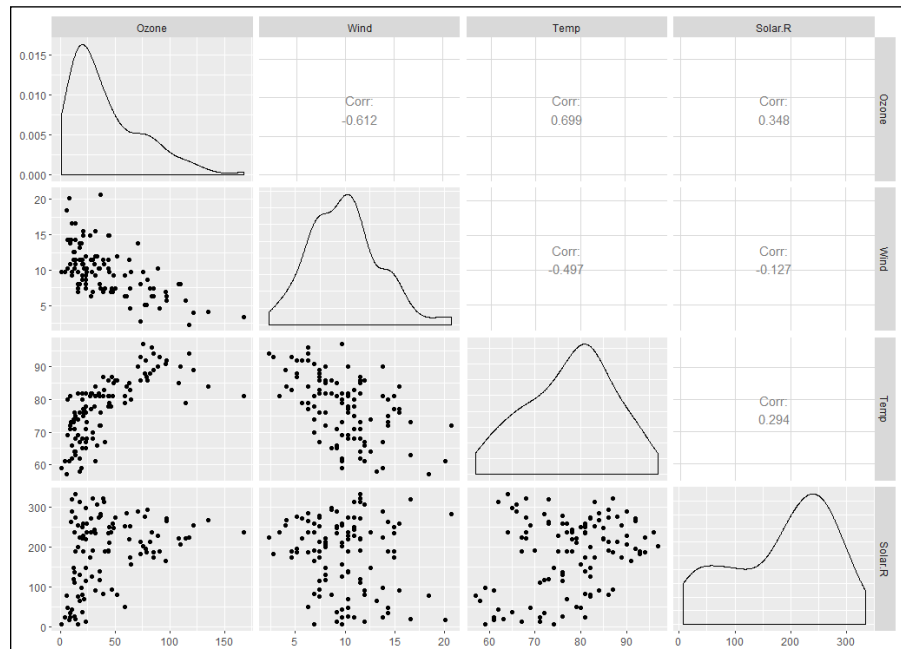 Ozone Wind Temp Solar.R
0.015
0.010
0.005
0.000
Corr:
-0.612
Corr:
0.699
Corr:
0.348
Ozone
20
15
10
5
Corr:
-0.497
Corr:
-0.127
Wind
90
80
70
60
Corr:
0.294
Temp
300
200
100
0
Solar.R
0 50 100 150 5 10 15 20 60 70 80 90 0 100 200 300